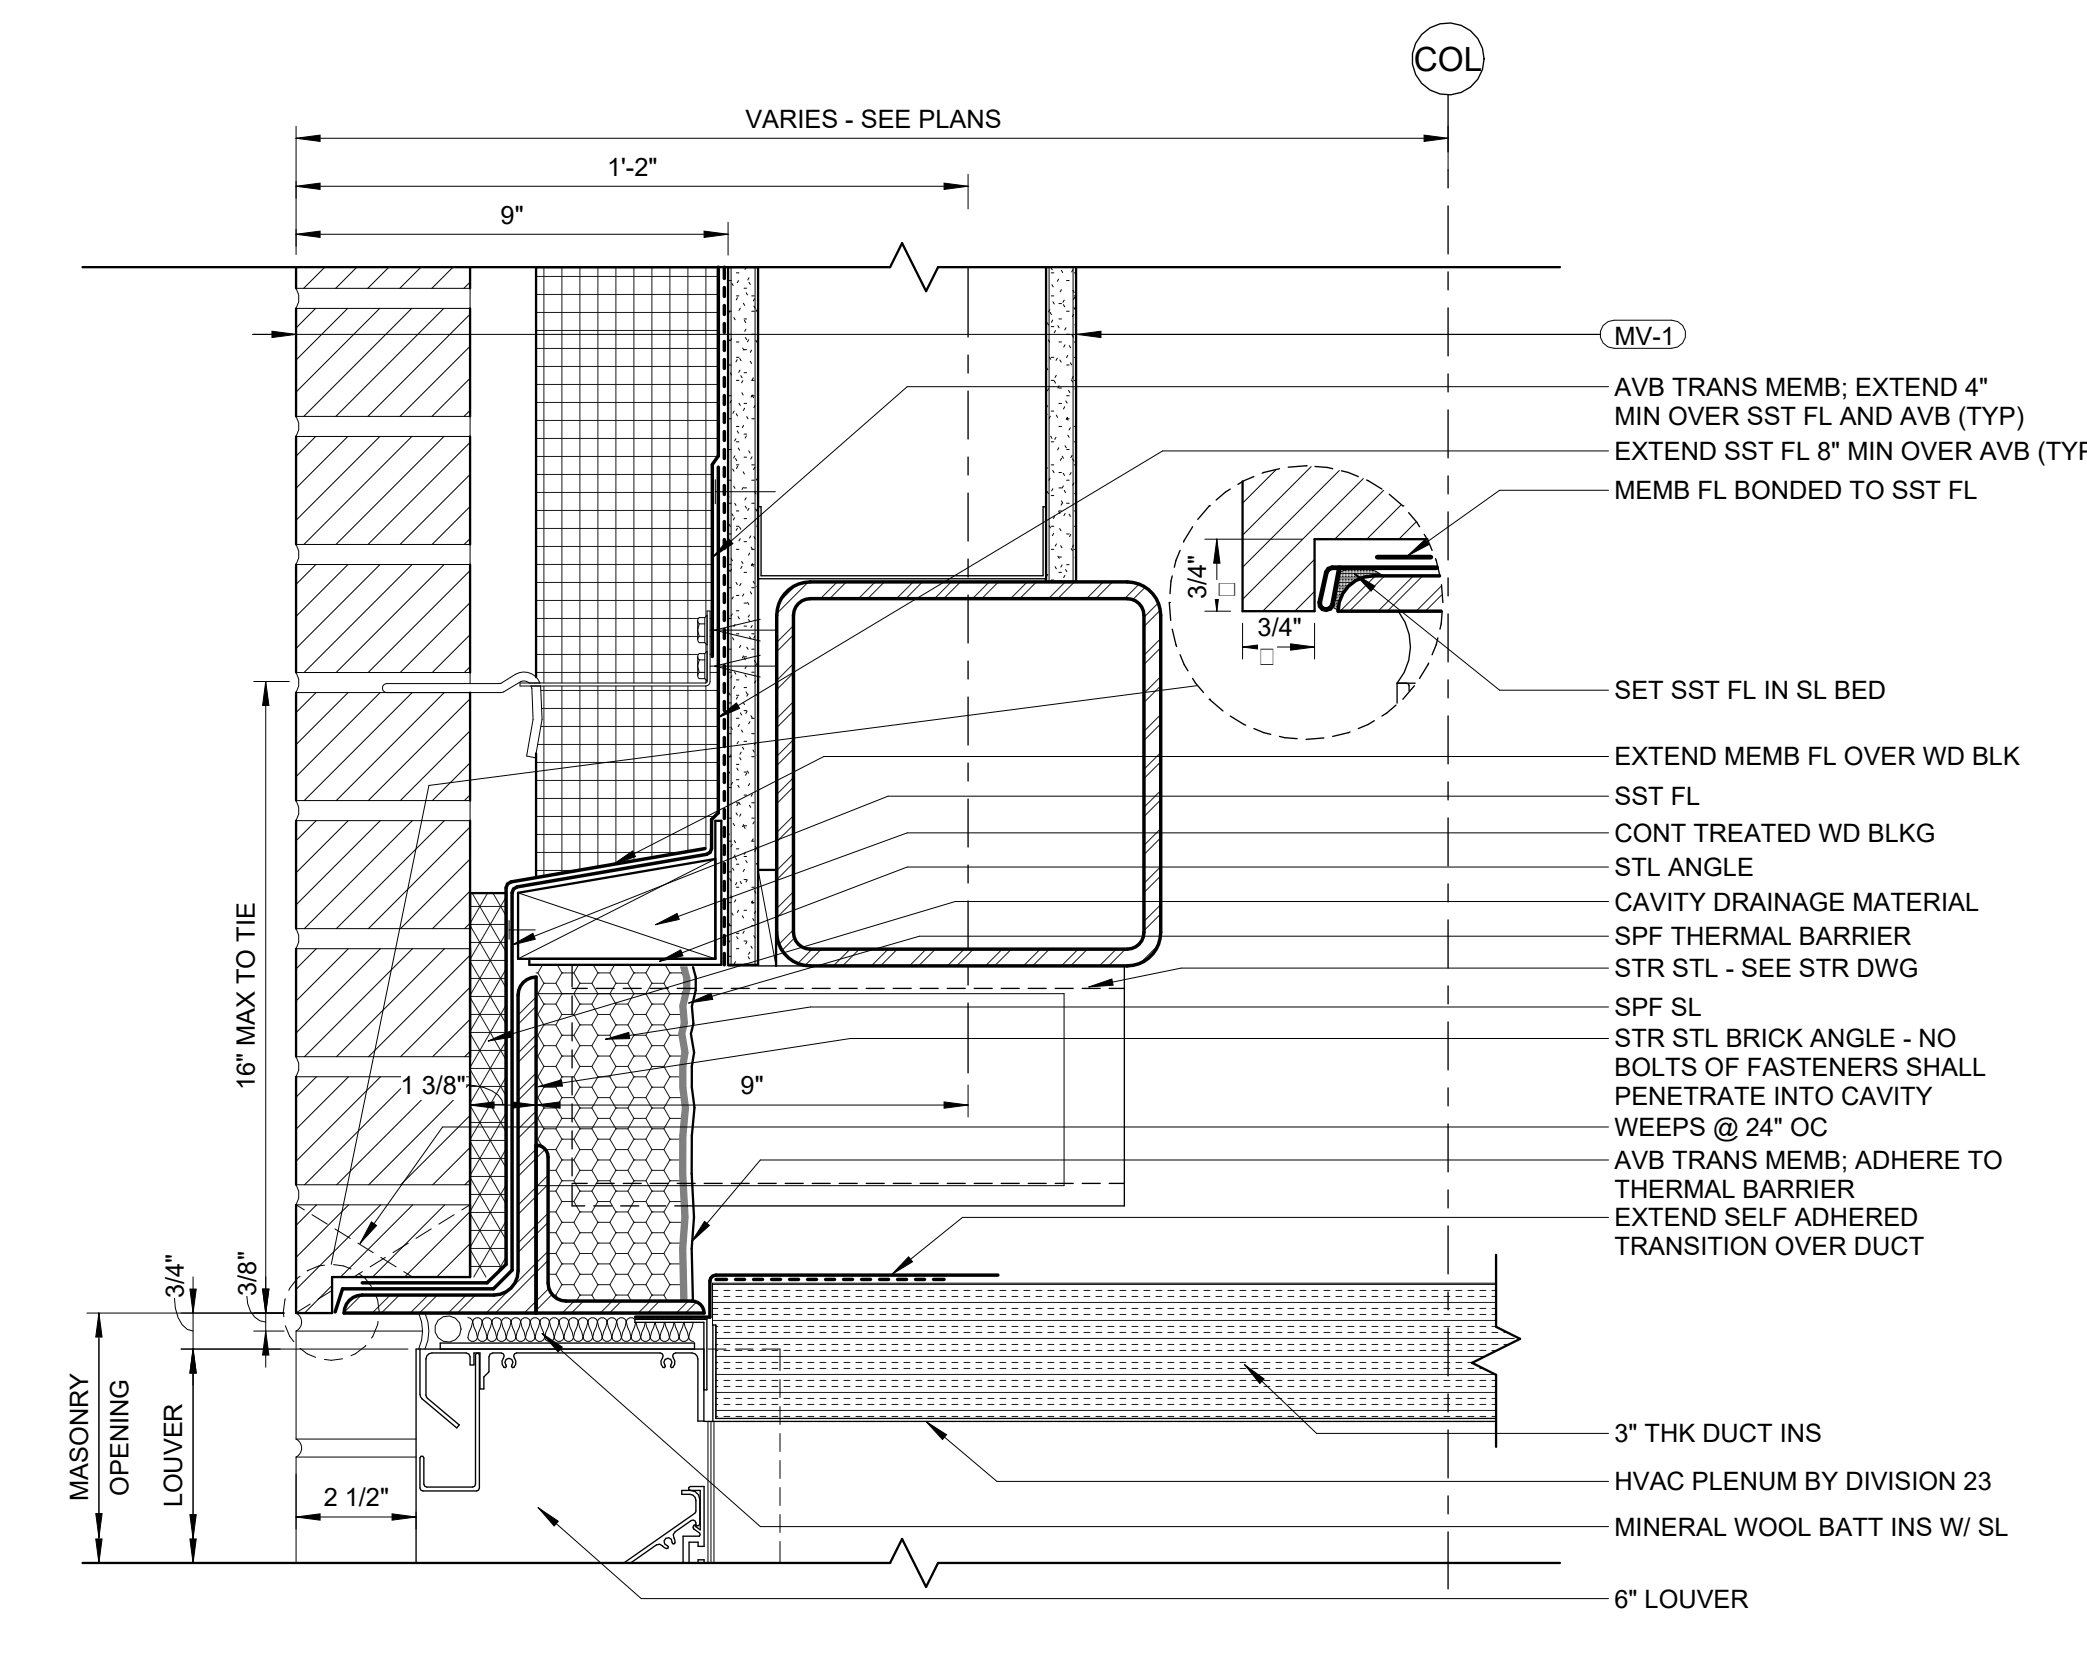 COL
VARIES - SEE PLANS
1'-2"
9"
MV-1
AVB TRANS MEMB; EXTEND 4"
MIN OVER SST FL AND AVB (TYP)
EXTEND SST FL 8" MIN OVER AVB (TYP
MEMB FL BONDED TO SST FL
3/4"
3/4"
SET SST FL IN SL BED
EXTEND MEMB FL OVER WD BLK
SST FL
CONT TREATED WD BLKG
STL ANGLE
CAVITY DRAINAGE MATERIAL
SPF THERMAL BARRIER
STR STL - SEE STR DWG
SPF SL
STR STL BRICK ANGLE - NO
BOLTS OF FASTENERS SHALL
PENETRATE INTO CAVITY
WEEPS @ 24" OC
AVB TRANS MEMB; ADHERE TO
THERMAL BARRIER
EXTEND SELF ADHERED
TRANSITION OVER DUCT
16" MAX TO TIE
1 3/8"
9"
3/4"
3/8"
MASONRY
OPENING
LOUVER
2 1/2"
3" THK DUCT INS
HVAC PLENUM BY DIVISION 23
MINERAL WOOL BATT INS W/ SL
6" LOUVER